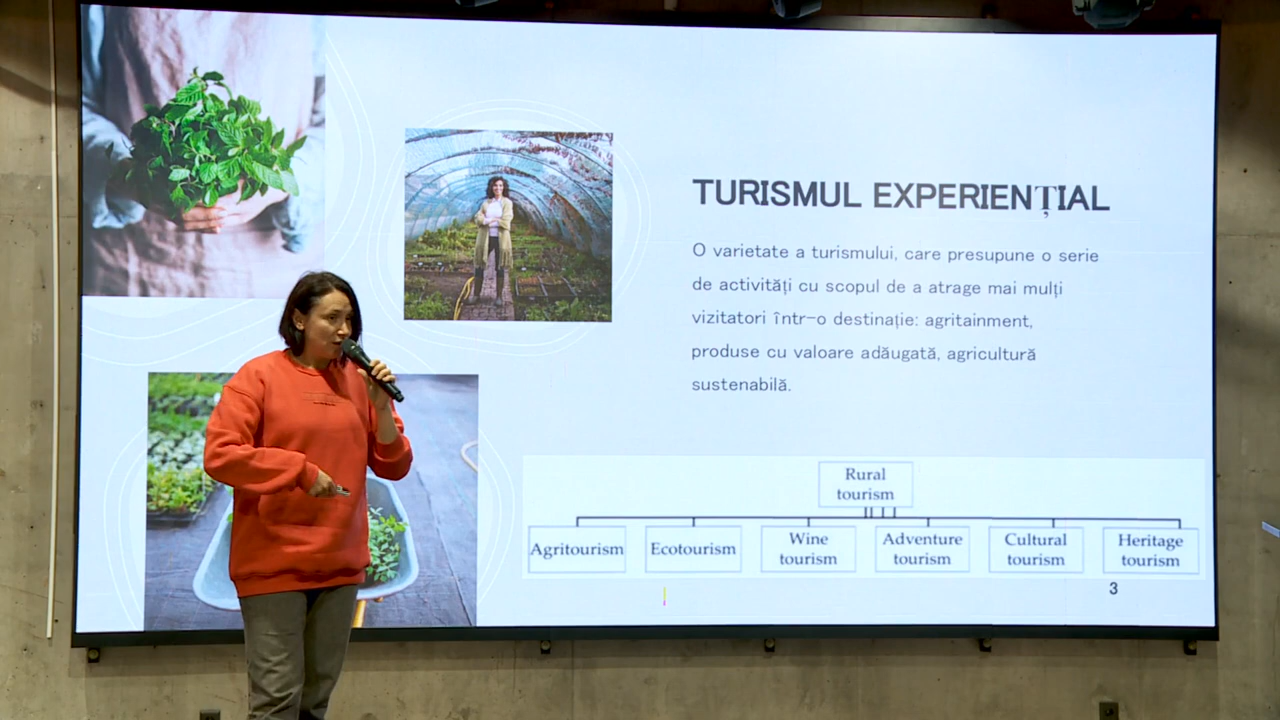 TURISMUL EXPERIENȚIAL
O varietate a turismului, care presupune o serie
de activități cu scopul de a atrage mai mulți
vizitatori într-o destinație: agritainment,
produse cu valoare adăugată, agricultură
sustenabilă.
Rural
tourism
Agritourism
Ecotourism
Wine
tourism
Adventure
tourism
Cultural
tourism
Heritage
tourism
3